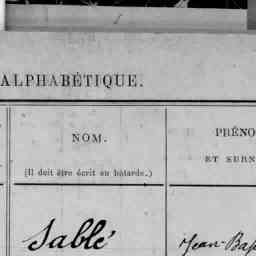 ALPHABÉTIQUE.
NOM.
(Il doit être écrit en bâtarde.)
PRÉNO
ET SURN
Sablé
Jean-Bap